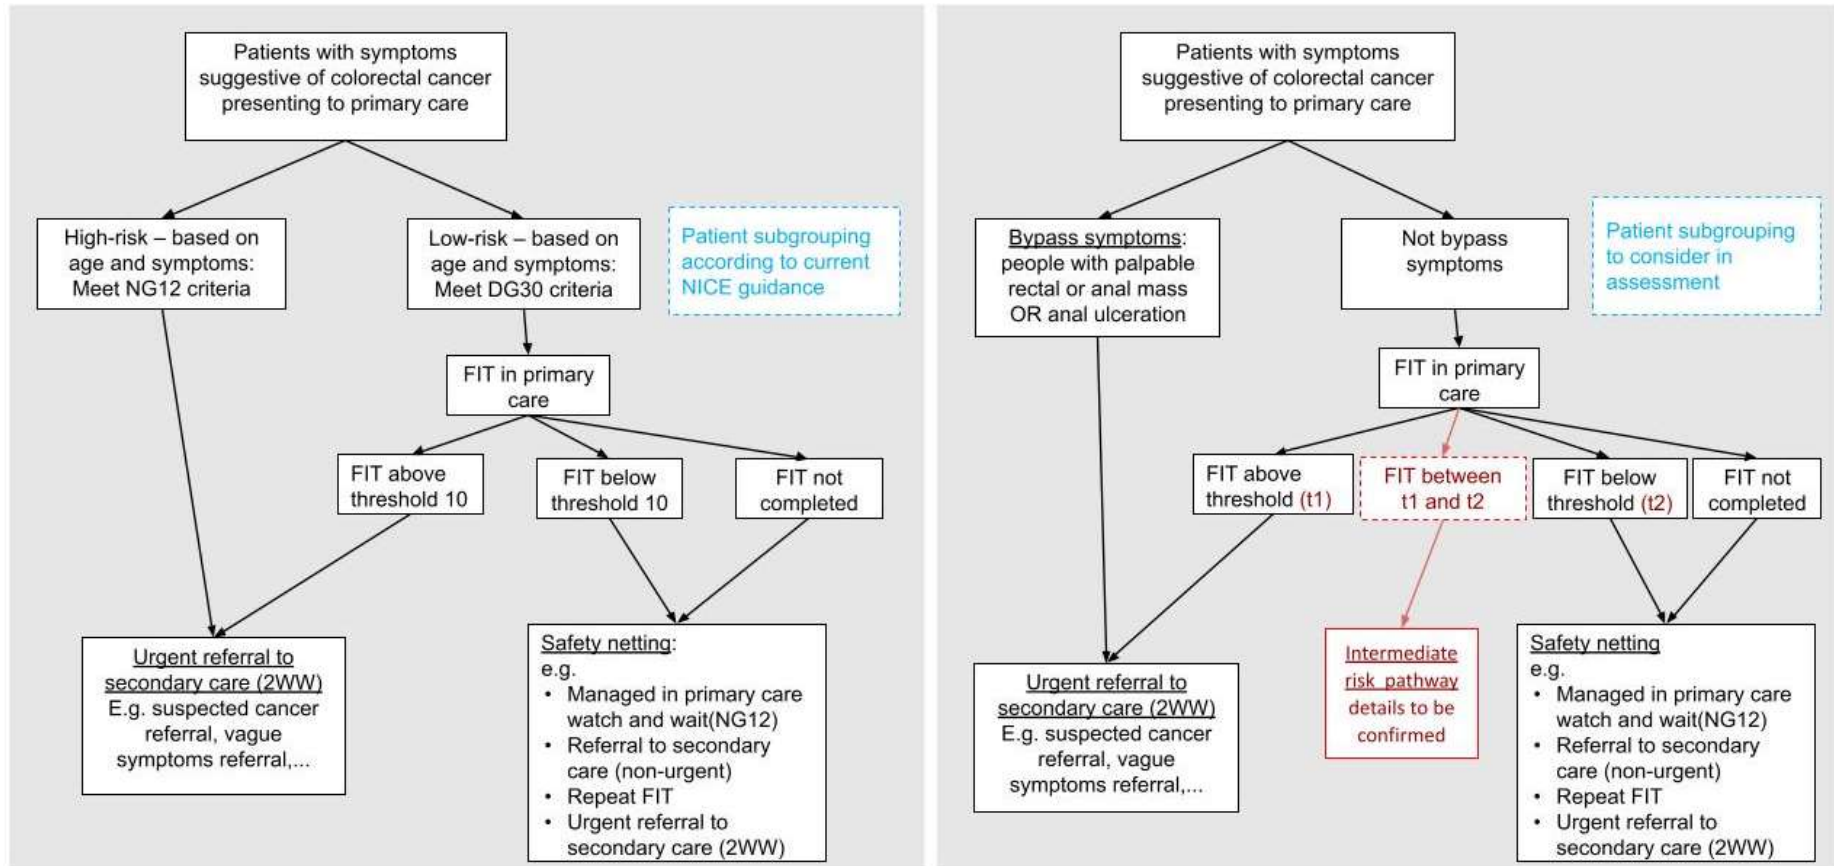 Patients with symptoms
suggestive of colorectal cancer
presenting to primary care
High-risk – based on
age and symptoms:
Meet NG12 criteria
Low-risk – based on
age and symptoms:
Meet DG30 criteria
Patient subgrouping
according to current
NICE guidance
FIT in primary
care
FIT above
threshold 10
FIT below
threshold 10
FIT not
completed
Urgent referral to
secondary care (2WW)
E.g. suspected cancer
referral, vague
symptoms referral,...
Safety netting:
e.g.
• Managed in primary care
watch and wait(NG12)
• Referral to secondary
care (non-urgent)
• Repeat FIT
• Urgent referral to
secondary care (2WW)
Patients with symptoms
suggestive of colorectal cancer
presenting to primary care
Bypass symptoms:
people with palpable
rectal or anal mass
OR anal ulceration
Not bypass
symptoms
Patient subgrouping
to consider in
assessment
FIT in primary
care
FIT above
threshold (t1)
FIT between
t1 and t2
FIT below
threshold (t2)
FIT not
completed
Urgent referral to
secondary care (2WW)
E.g. suspected cancer
referral, vague
symptoms referral,...
Intermediate
risk pathway
details to be
confirmed
Safety netting
e.g.
• Managed in primary care
watch and wait(NG12)
• Referral to secondary
care (non-urgent)
• Repeat FIT
• Urgent referral to
secondary care (2WW)